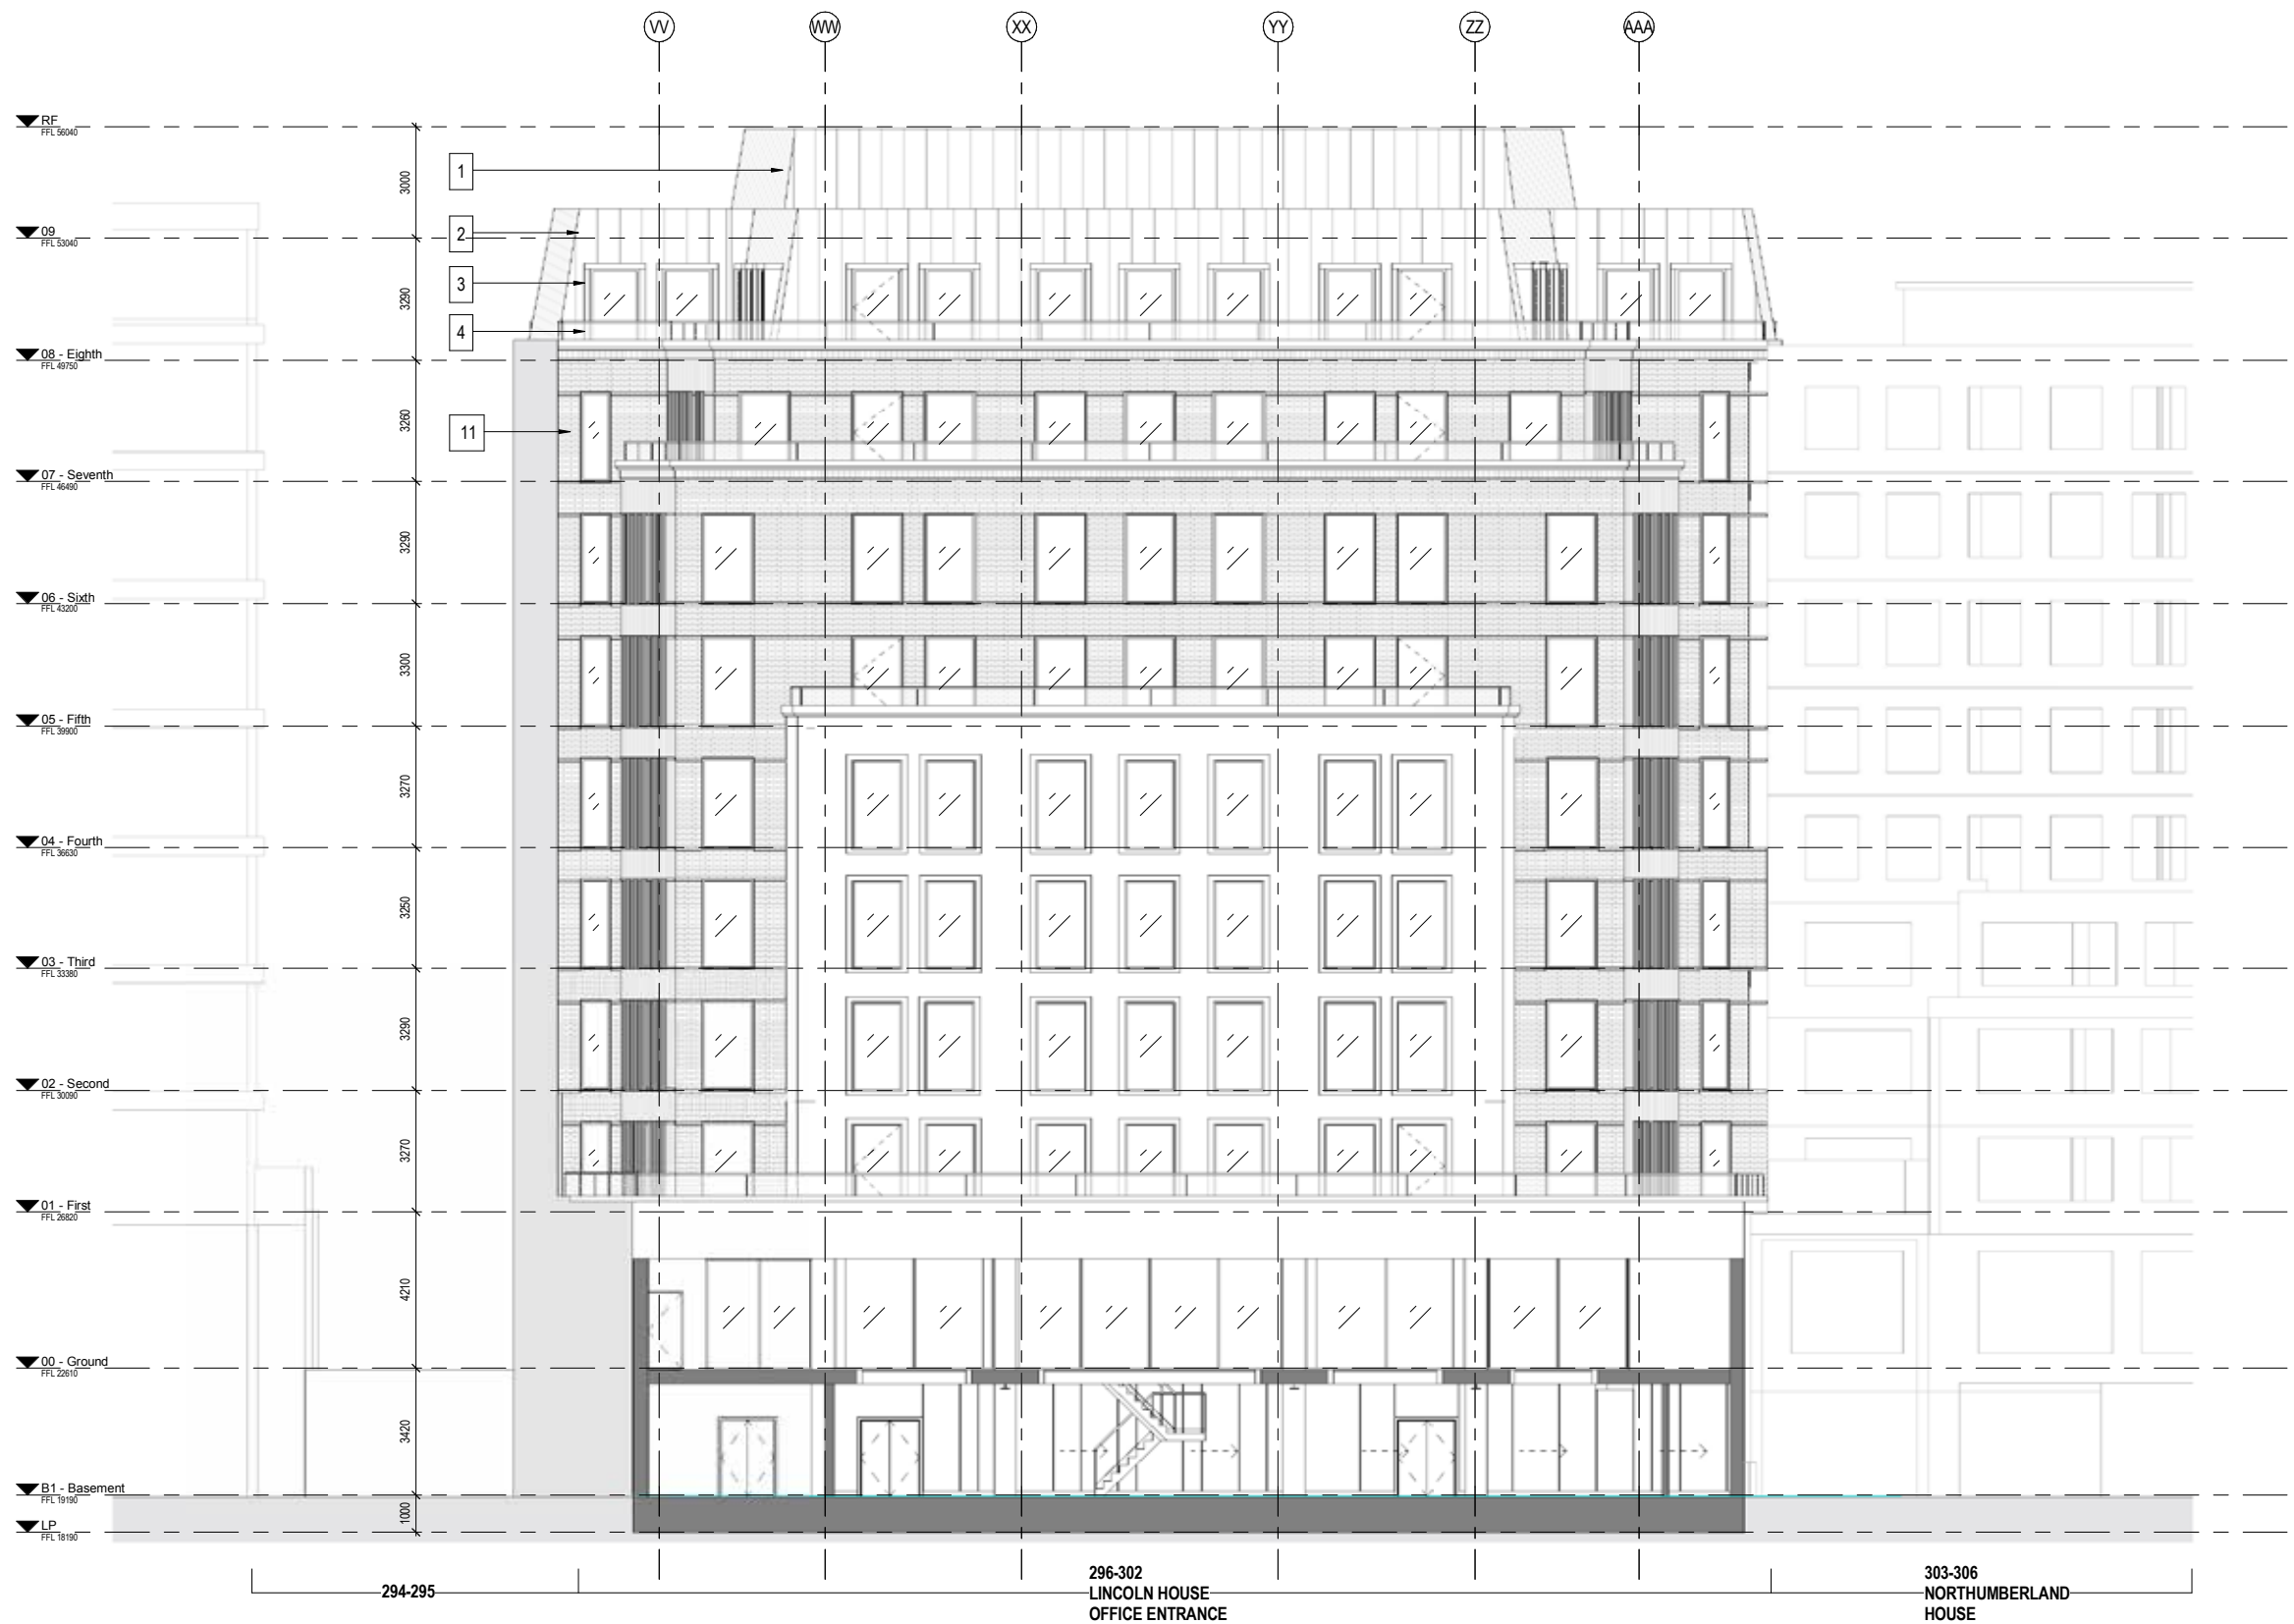 VV WW XX YY ZZ AAA
RF
FFL 56040
3000
1
2
09
FFL 53040
3
3290
4
08 - Eighth
FFL 49750
3260
11
07 - Seventh
FFL 46490
3290
06 - Sixth
FFL 43200
3300
05 - Fifth
FFL 39900
3270
04 - Fourth
FFL 36630
3250
03 - Third
FFL 33380
3290
02 - Second
FFL 30090
3270
01 - First
FFL 26820
4210
00 - Ground
FFL 22610
3420
B1 - Basement
FFL 19190
1000
LP
FFL 18190
294-295
296-302
LINCOLN HOUSE
OFFICE ENTRANCE
303-306
NORTHUMBERLAND
HOUSE